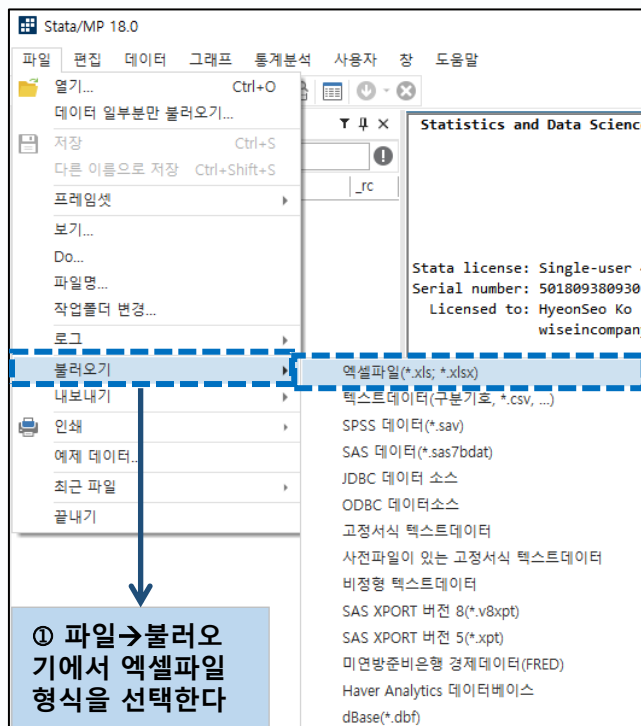 Stata/MP 18.0
파일 편집 데이터 그래프 통계분석 사용자 창 도움말
열기... Ctrl+O
데이터 일부분만 불러오기...
저장 Ctrl+S
다른 이름으로 저장 Ctrl+Shift+S
프레임셋
보기...
Do...
파일명...
작업폴더 변경...
로그
불러오기
내보내기
인쇄
예제 데이터...
최근 파일
끝내기
_rc
Statistics and Data Science
Stata license: Single-user
Serial number: 501809380930
Licensed to: HyeonSeo Ko
wiseincompany
엑셀파일(*.xls; *.xlsx)
텍스트데이터(구분기호, *.csv, ...)
SPSS 데이터(*.sav)
SAS 데이터(*.sas7bdat)
JDBC 데이터 소스
ODBC 데이터소스
고정서식 텍스트데이터
사전파일이 있는 고정서식 텍스트데이터
비정형 텍스트데이터
SAS XPORT 버전 8(*.v8xpt)
SAS XPORT 버전 5(*.xpt)
미연방준비은행 경제데이터(FRED)
Haver Analytics 데이터베이스
dBase(*.dbf)
① 파일→불러오
기에서 엑셀파일
형식을 선택한다